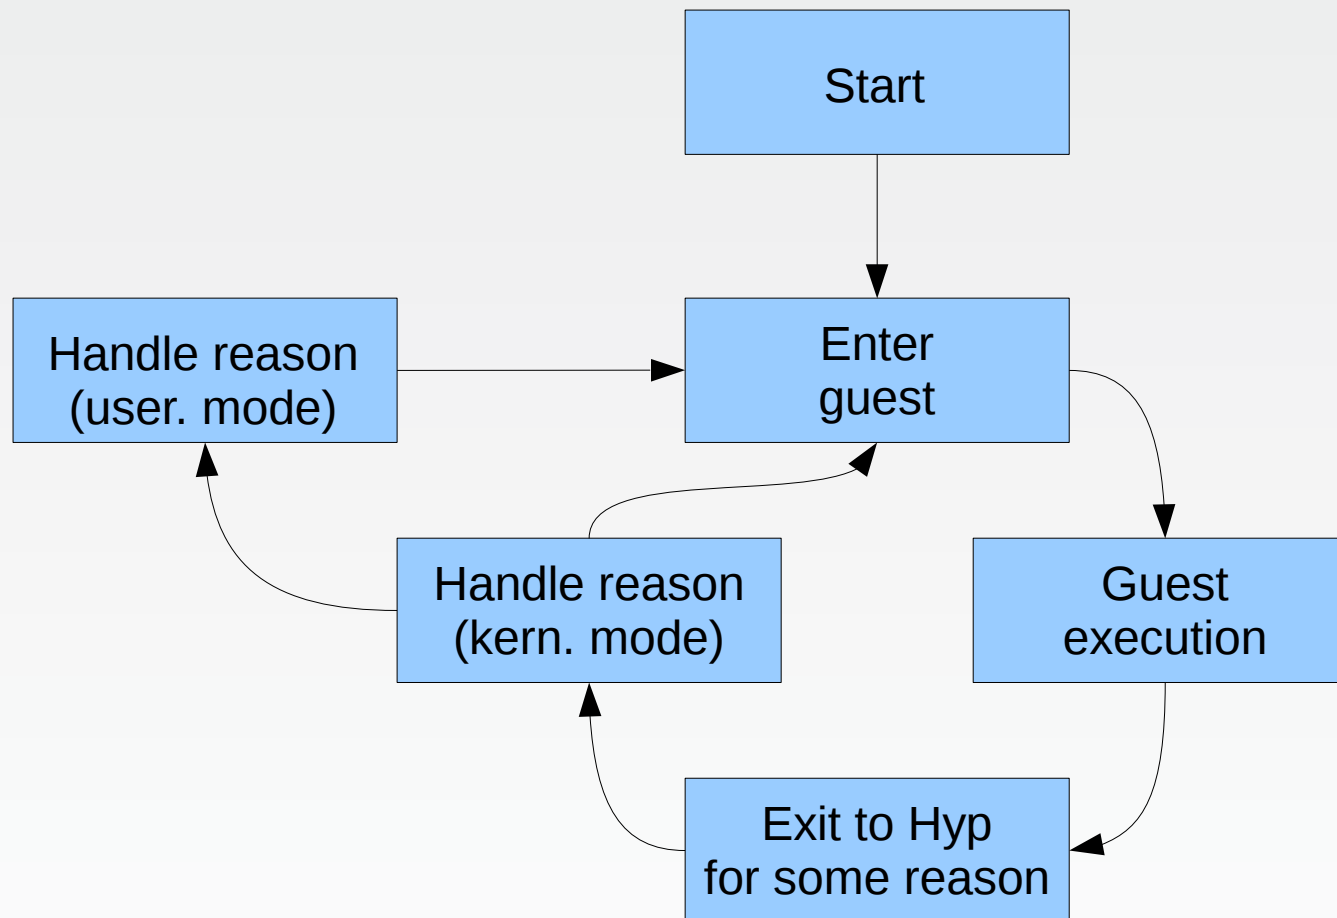 Start
Enter
guest
Handle reason
(user. mode)
Handle reason
(kern. mode)
Guest
execution
Exit to Hyp
for some reason